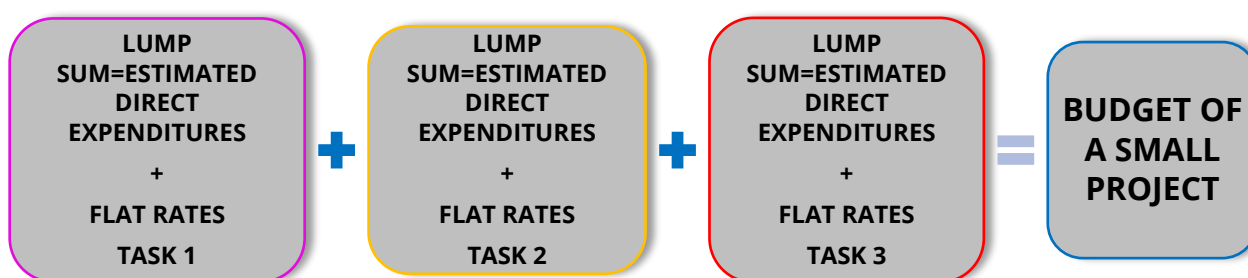 LUMP
SUM=ESTIMATED
DIRECT
EXPENDITURES
+
FLAT RATES
TASK 1
+
LUMP
SUM=ESTIMATED
DIRECT
EXPENDITURES
+
FLAT RATES
TASK 2
+
LUMP
SUM=ESTIMATED
DIRECT
EXPENDITURES
+
FLAT RATES
TASK 3
=
BUDGET OF
A SMALL
PROJECT